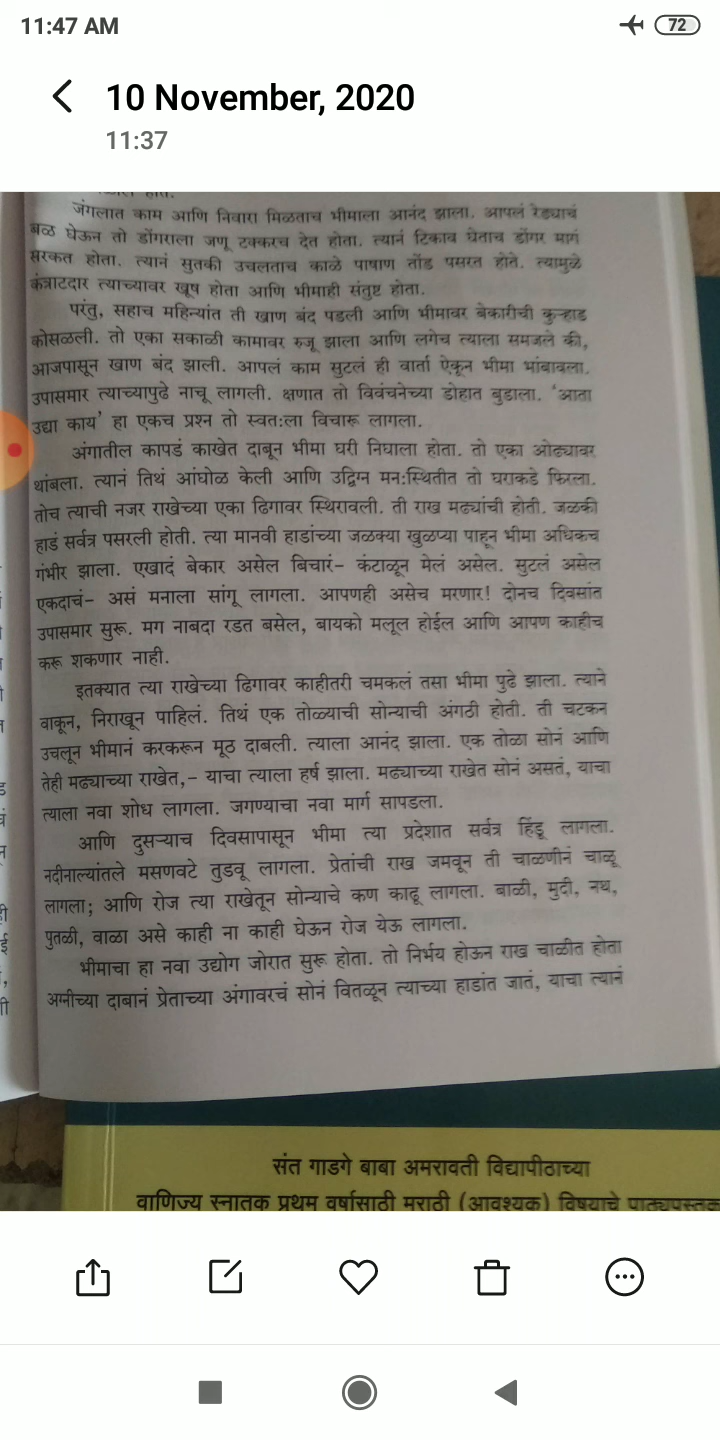 11:47 AM
72
10 November, 2020
11:37
जंगलात काम आणि निवारा मिळताच भीमाला आनंद झाला. आपलं रेड्याचं
बळ घेऊन तो डोंगराला जणू टक्करच देत होता. त्यानं टिकाव घेताच डोंगर मागं
सरकत होता. त्यानं सुतकी उचलताच काळे पाषाण तोंड पसरत होते. त्यामुळे
कंत्राटदार त्याच्यावर खूष होता आणि भीमाही संतुष्ट होता.
परंतु, सहाच महिन्यांत ती खाण बंद पडली आणि भीमावर बेकारीची कुऱ्हाड
कोसळली. तो एका सकाळी कामावर रुजू झाला आणि लगेच त्याला समजले की,
आजपासून खाण बंद झाली. आपलं काम सुटलं ही वार्ता ऐकून भीमा भांबावला.
उपासमार त्याच्यापुढे नाचू लागली. क्षणात तो विवंचनेच्या डोहात बुडाला. ‘आता
उद्या काय’ हा एकच प्रश्न तो स्वत:ला विचारू लागला.
अंगातील कापडं काखेत दाबून भीमा घरी निघाला होता. तो एका ओढ्यावर
थांबला. त्यानं तिथं आंघोळ केली आणि उद्विग्न मन:स्थितीत तो घराकडे फिरला.
तोच त्याची नजर राखेच्या एका ढिगावर स्थिरावली. ती राख मढ्यांची होती. जळकी
हाडं सर्वत्र पसरली होती. त्या मानवी हाडांच्या जळक्या खुळप्या पाहून भीमा अधिकच
गंभीर झाला. एखादं बेकार असेल बिचारं– कंटाळून मेलं असेल. सुटलं असेल
एकदाचं– असं मनाला सांगू लागला. आपणही असेच मरणार! दोनच दिवसांत
उपासमार सुरू. मग नाबदा रडत बसेल, बायको मलूल होईल आणि आपण काहीच
करू शकणार नाही.
इतक्यात त्या राखेच्या ढिगावर काहीतरी चमकलं तसा भीमा पुढे झाला. त्याने
वाकून, निराखून पाहिलं. तिथं एक तोळ्याची सोन्याची अंगठी होती. ती चटकन
उचलून भीमानं करकरून मूठ दाबली. त्याला आनंद झाला. एक तोळा सोनं आणि
तेही मढ्याच्या राखेत,– याचा त्याला हर्ष झाला. मढ्याच्या राखेत सोनं असतं, याचा
त्याला नवा शोध लागला. जगण्याचा नवा मार्ग सापडला.
आणि दुसऱ्याच दिवसापासून भीमा त्या प्रदेशात सर्वत्र हिंडू लागला.
नदीनाल्यांतले मसणवटे तुडवू लागला. प्रेतांची राख जमवून ती चाळणीनं चाळू
लागला; आणि रोज त्या राखेतून सोन्याचे कण काढू लागला. बाळी, मुदी, नथ,
पुतळी, वाळा असे काही ना काही घेऊन रोज येऊ लागला.
भीमाचा हा नवा उद्योग जोरात सुरू होता. तो निर्भय होऊन राख चाळीत होता
अग्नीच्या दाबानं प्रेताच्या अंगावरचं सोनं वितळून त्याच्या हाडांत जातं, याचा त्यानं
संत गाडगे बाबा अमरावती विद्यापीठाच्या
वाणिज्य स्नातक प्रथम वर्षासाठी मराठी (आवश्यक) विषयाचे पाठ्यपुस्तक